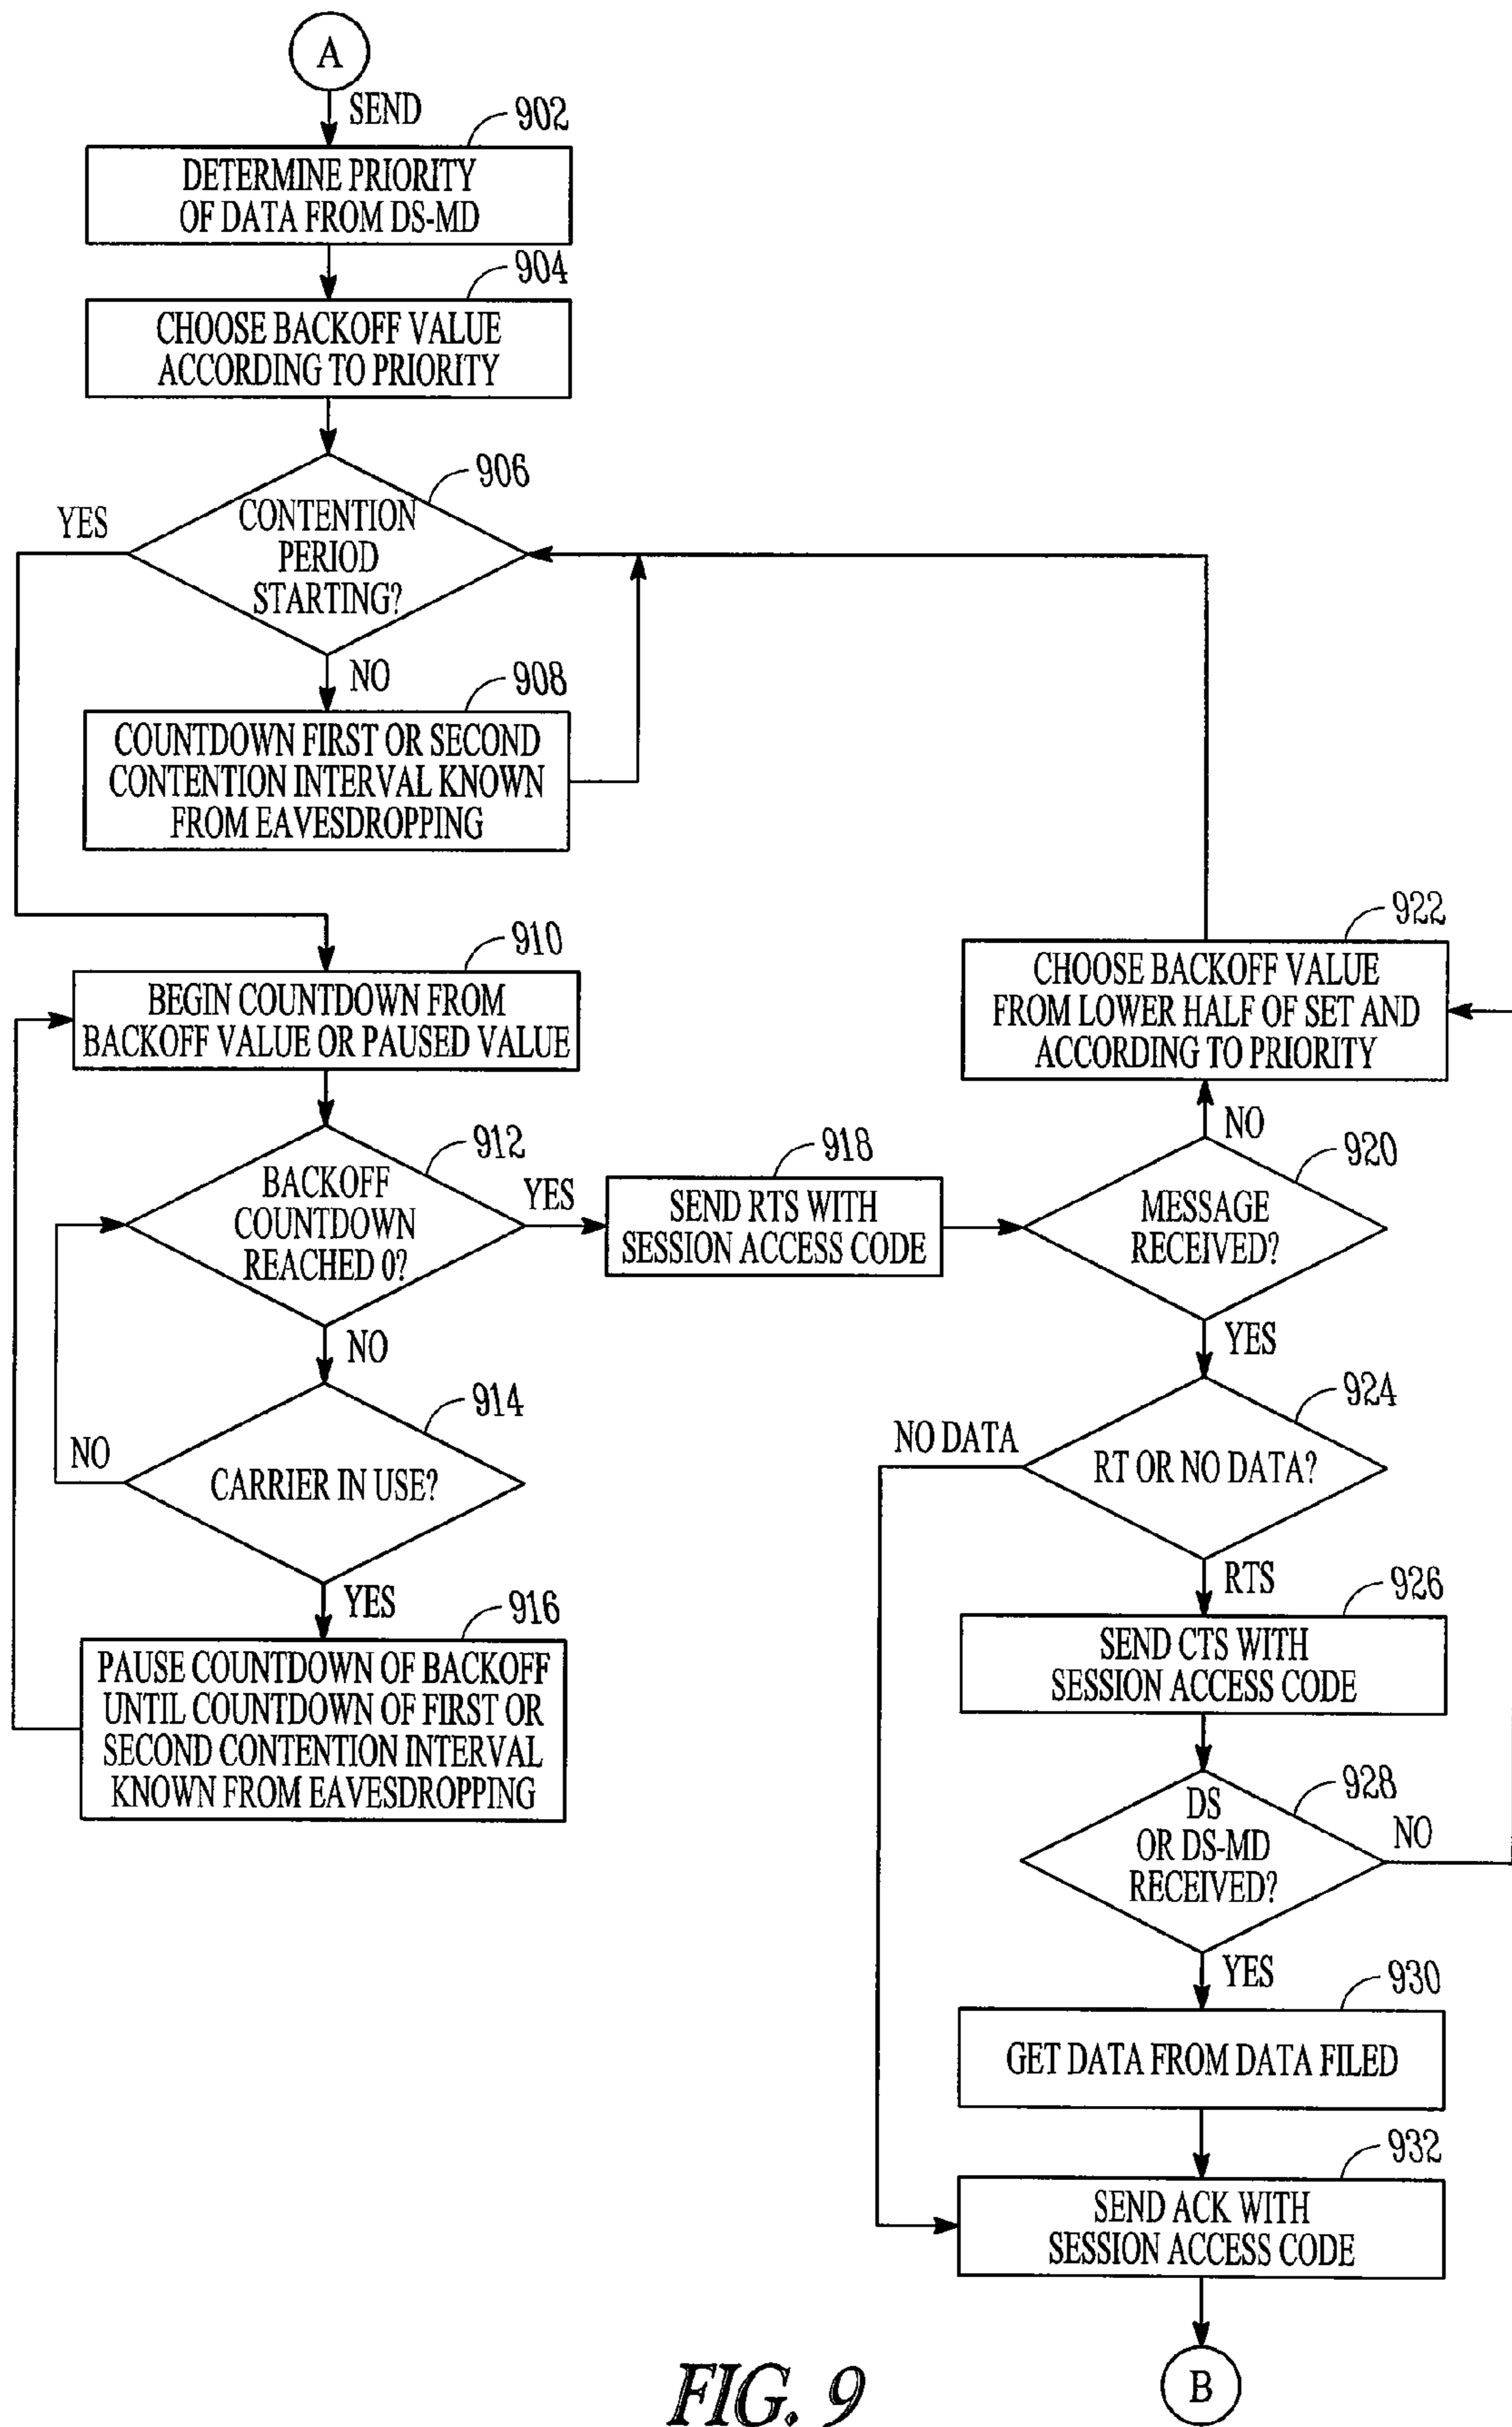 A
SEND
902
DETERMINE PRIORITY
OF DATA FROM DS-MD
904
CHOOSE BACKOFF VALUE
ACCORDING TO PRIORITY
906
YES
CONTENTION
PERIOD
STARTING?
NO
908
COUNTDOWN FIRST OR SECOND
CONTENTION INTERVAL KNOWN
FROM EAVESDROPPING
910
BEGIN COUNTDOWN FROM
BACKOFF VALUE OR PAUSED VALUE
912
BACKOFF
COUNTDOWN
REACHED 0?
YES
NO
914
NO
CARRIER IN USE?
YES
916
PAUSE COUNTDOWN OF BACKOFF
UNTIL COUNTDOWN OF FIRST OR
SECOND CONTENTION INTERVAL
KNOWN FROM EAVESDROPPING
918
SEND RTS WITH
SESSION ACCESS CODE
922
CHOOSE BACKOFF VALUE
FROM LOWER HALF OF SET AND
ACCORDING TO PRIORITY
NO
920
MESSAGE
RECEIVED?
YES
924
NO DATA
RT OR NO DATA?
RTS
926
SEND CTS WITH
SESSION ACCESS CODE
928
DS
OR DS-MD
RECEIVED?
NO
YES
930
GET DATA FROM DATA FILED
932
SEND ACK WITH
SESSION ACCESS CODE
B
FIG. 9